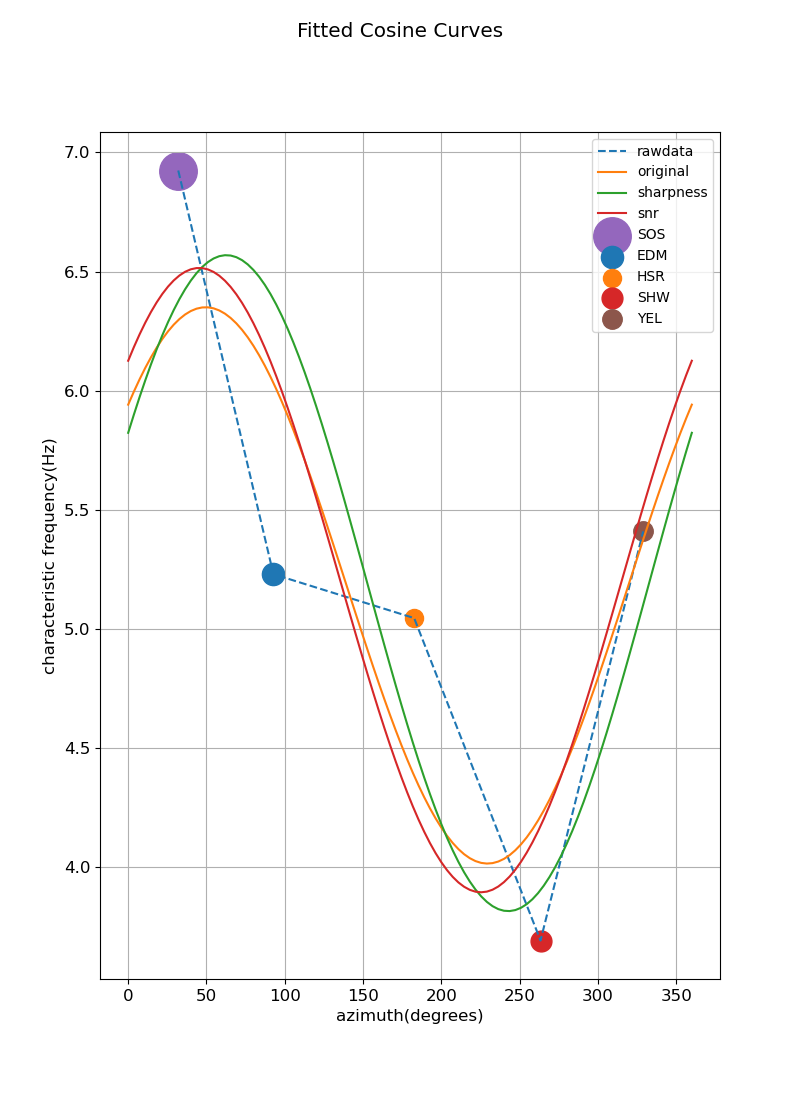 Fitted Cosine Curves
7.0
6.5
6.0
5.5
5.0
4.5
4.0
characteristic frequency(Hz)
rawdata
original
sharpness
snr
SOS
EDM
HSR
SHW
YEL
0 50 100 150 200 250 300 350
azimuth(degrees)